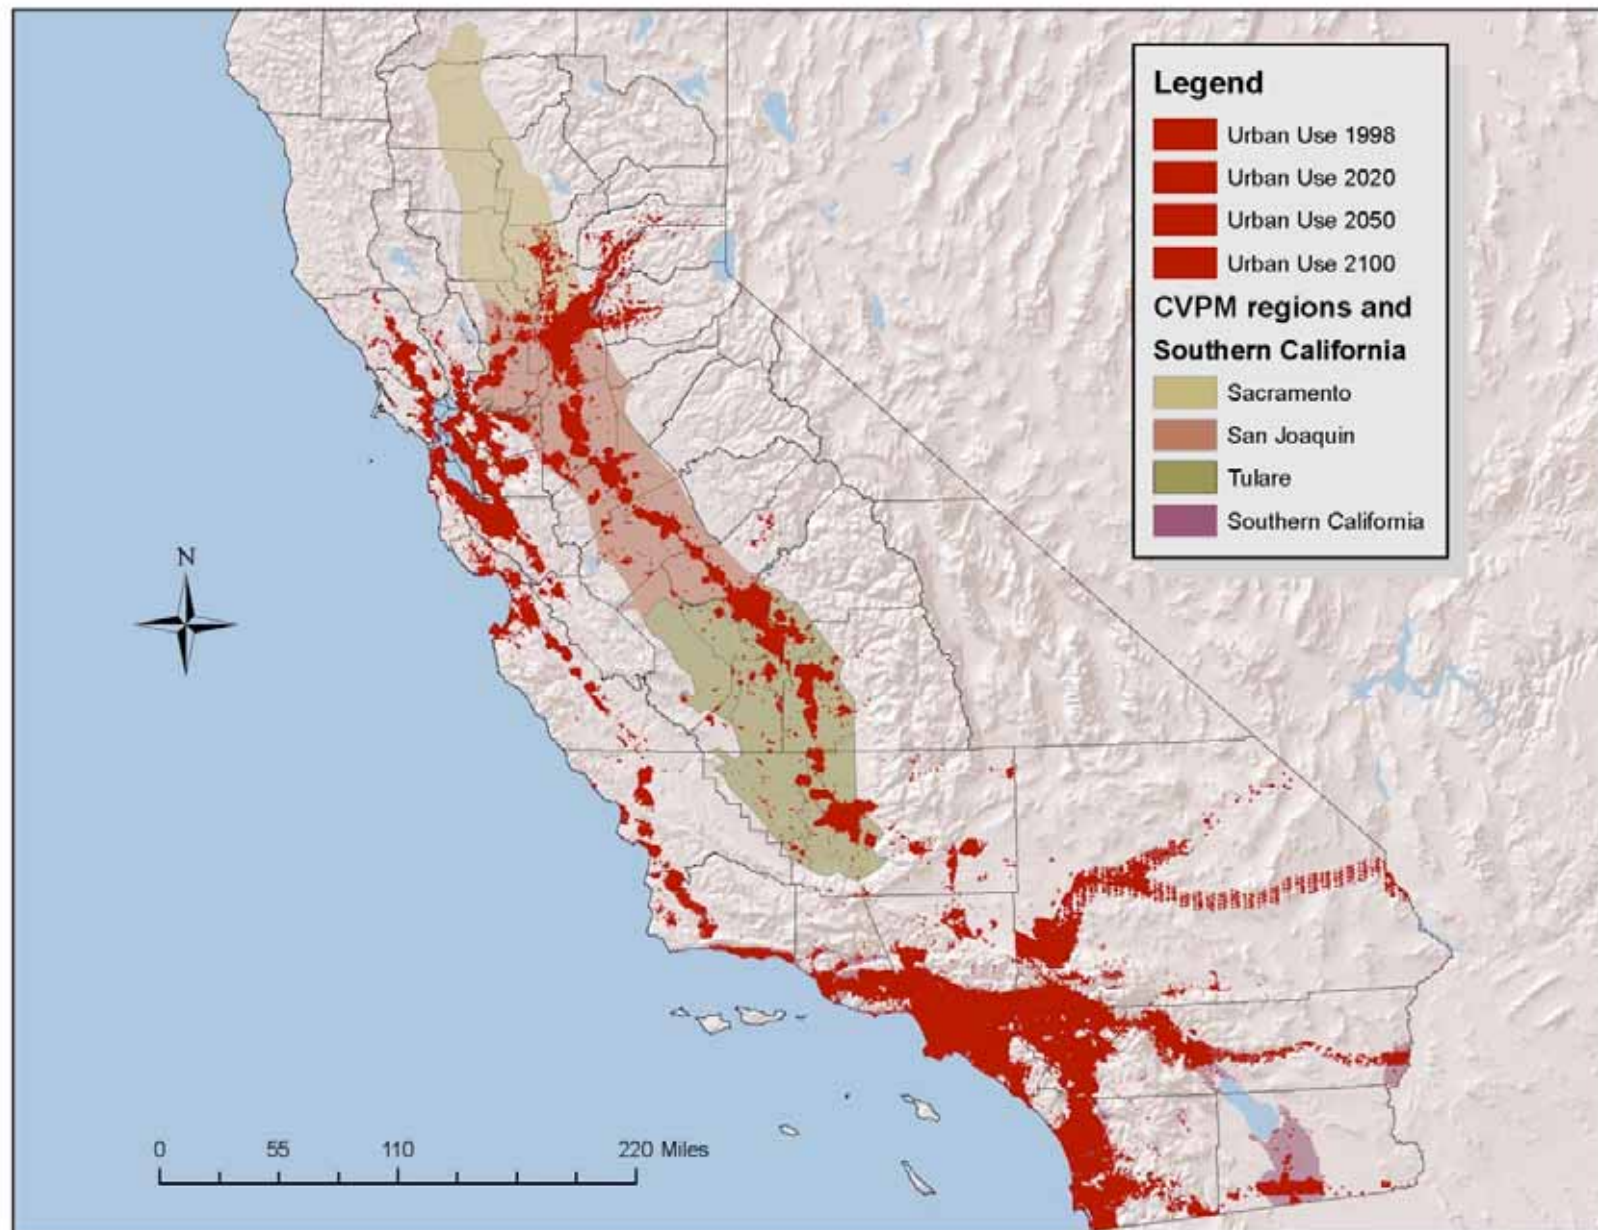 Legend
Urban Use 1998
Urban Use 2020
Urban Use 2050
Urban Use 2100
CVPM regions and
Southern California
Sacramento
San Joaquin
Tulare
Southern California
N
0 55 110 220 Miles